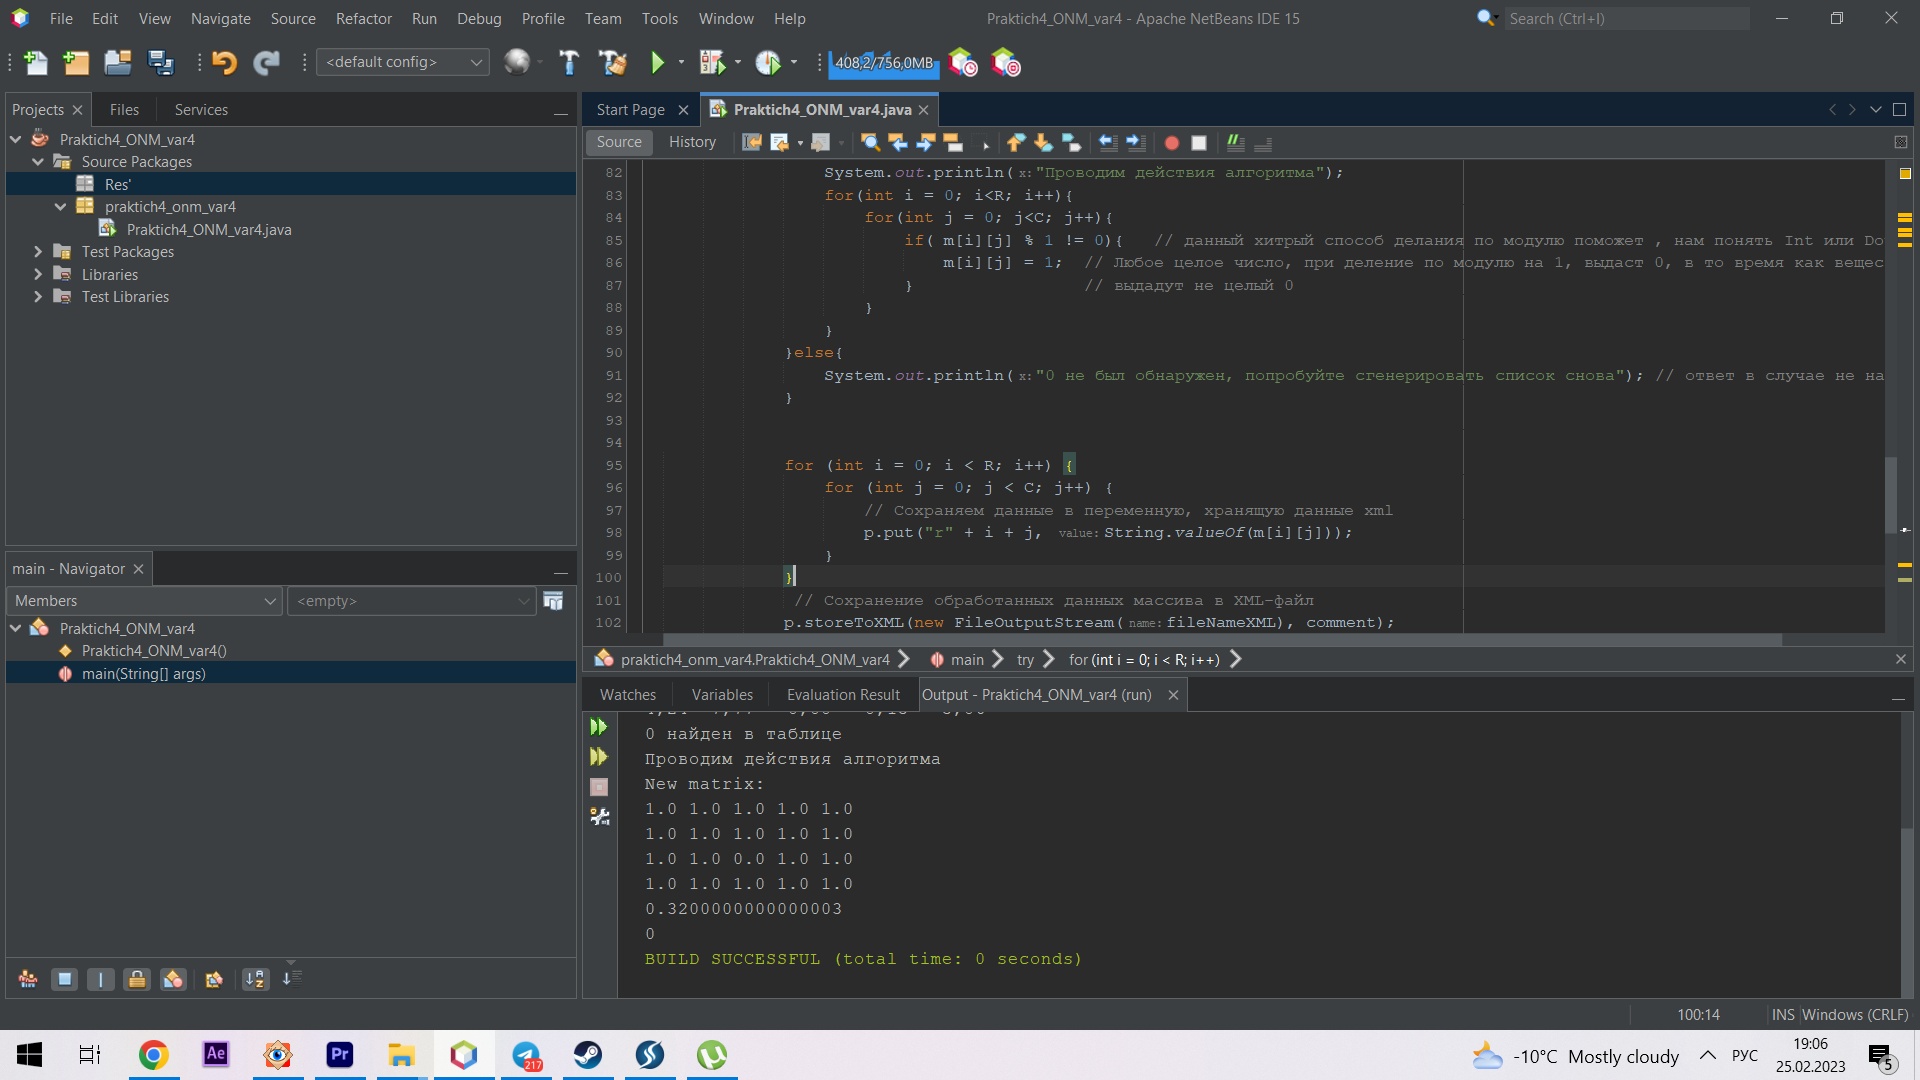 File Edit View Navigate Source Refactor Run Debug Profile Team Tools Window Help
Praktich4_ONM_var4 - Apache NetBeans IDE 15
Search (Ctrl+I)
<default config>
408,2/756,0MB
Projects
Files
Services
Praktich4_ONM_var4
Source Packages
Res'
praktich4_onm_var4
Praktich4_ONM_var4.java
Test Packages
Libraries
Test Libraries
main - Navigator
Members
<empty>
Praktich4_ONM_var4
Praktich4_ONM_var4()
main(String[] args)
Start Page
Praktich4_ONM_var4.java
Source
History
82 System.out.println( x: "Проводим действия алгоритма");
83 for(int i = 0; i<R; i++){
84 for(int j = 0; j<C; j++){
85 if( m[i][j] % 1 != 0){ // данный хитрый способ делания по модулю поможет , нам понять Int или Do
86 m[i][j] = 1; // Любое целое число, при деление по модулю на 1, выдаст 0, в то время как вещес
87 } // выдадут не целый 0
88 }
89 }
90 }else{
91 System.out.println( x: "0 не был обнаружен, попробуйте сгенерировать список снова"); // ответ в случае не на
92 }
93
94
95 for (int i = 0; i < R; i++) {
96 for (int j = 0; j < C; j++) {
97 // Сохраняем данные в переменную, хранящую данные xml
98 p.put("r" + i + j, value: String.valueOf(m[i][j]));
99 }
100 }
101 // Сохранение обработанных данных массива в XML-файл
102 p.storeToXML(new FileOutputStream( name: fileNameXML), comment);
praktich4_onm_var4.Praktich4_ONM_var4 main try for (int i = 0; i < R; i++)
Watches
Variables
Evaluation Result
Output - Praktich4_ONM_var4 (run)
0 найден в таблице
Проводим действия алгоритма
New matrix:
1.0 1.0 1.0 1.0 1.0
1.0 1.0 1.0 1.0 1.0
1.0 1.0 0.0 1.0 1.0
1.0 1.0 1.0 1.0 1.0
0.3200000000000003
0
BUILD SUCCESSFUL (total time: 0 seconds)
100:14
INS
Windows (CRLF)
Ae
Pr
217
-10°C Mostly cloudy
РУС
19:06
25.02.2023
5